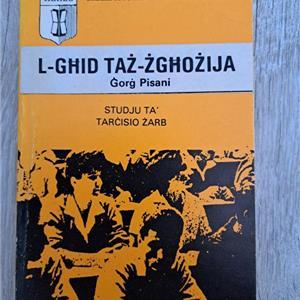 L-GĦID TAŻ-ŻGĦOŻIJA
Ġorġ Pisani
STUDJU TA'
TARĊISIO ŻARB